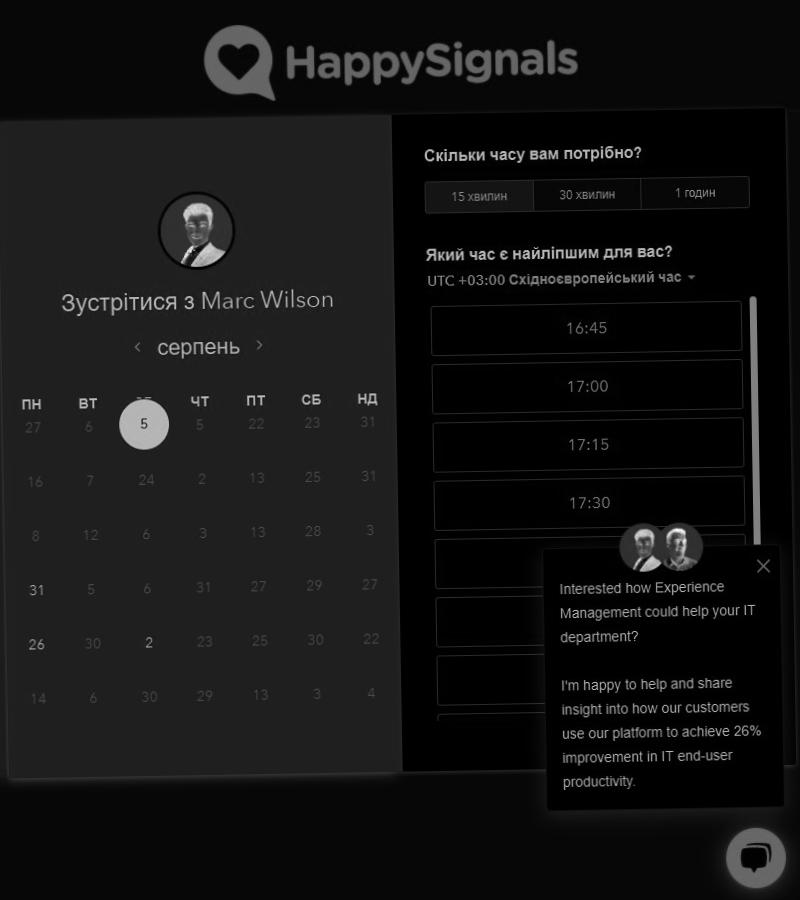 HappySignals
Зустрітися з Marc Wilson
серпень
ПН ВТ ЧТ ПТ СБ НД
27 6 5 5 22 23 31
16 7 24 2 13 25 31
8 12 6 3 13 28 3
31 5 6 31 27 29 27
26 30 2 23 25 30 22
14 6 30 29 13 3 4
Скільки часу вам потрібно?
15 хвилин 30 хвилин 1 годин
Який час є найліпшим для вас?
UTC +03:00 Східноєвропейський час
16:45
17:00
17:15
17:30
Interested how Experience
Management could help your IT
department?
I'm happy to help and share
insight into how our customers
use our platform to achieve 26%
improvement in IT end-user
productivity.